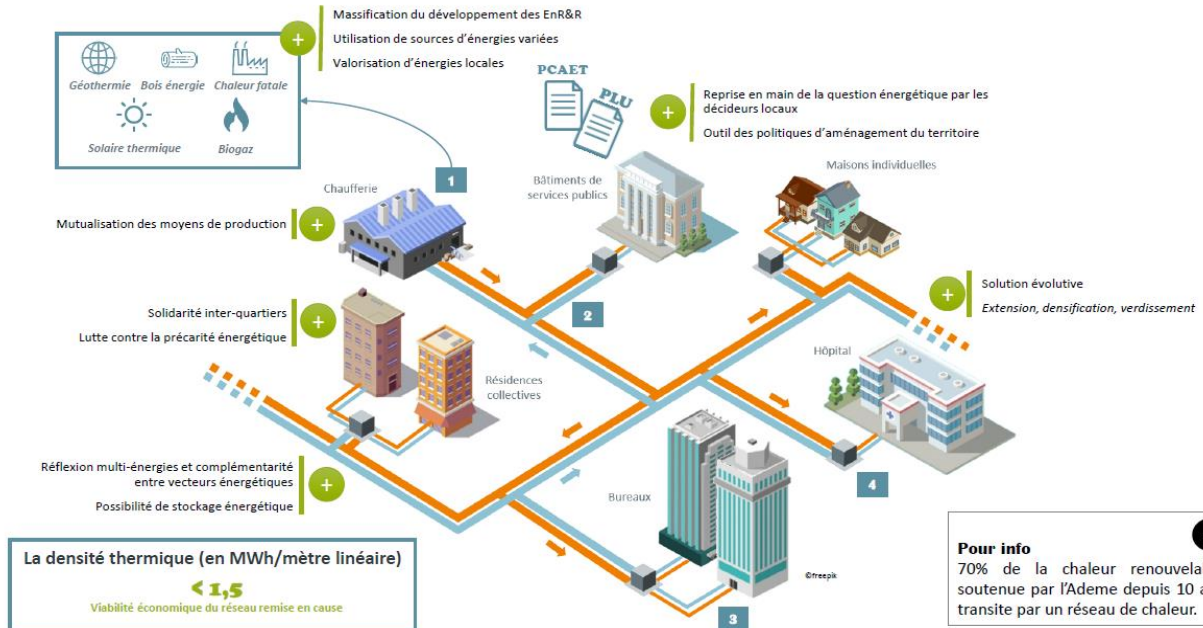 Massification du développement des EnR&R
Utilisation de sources d'énergies variées
Valorisation d'énergies locales
Géothermie
Bois énergie
Chaleur fatale
Solaire thermique
Biogaz
PCAET
PLU
Reprise en main de la question énergétique par les
décideurs locaux
Outil des politiques d'aménagement du territoire
1
Chaufferie
Bâtiments de
services publics
Maisons individuelles
Mutualisation des moyens de production
Solidarité inter-quartiers
Lutte contre la précarité énergétique
2
Solution évolutive
Extension, densification, verdissement
Hôpital
Résidences
collectives
Réflexion multi-énergies et complémentarité
entre vecteurs énergétiques
Possibilité de stockage énergétique
Bureaux
4
La densité thermique (en MWh/mètre linéaire)
< 1,5
Viabilité économique du réseau remise en cause
©freepik
3
Pour info
70% de la chaleur
soutenue par l'Ademe depuis 10
transite par un réseau de chaleur.